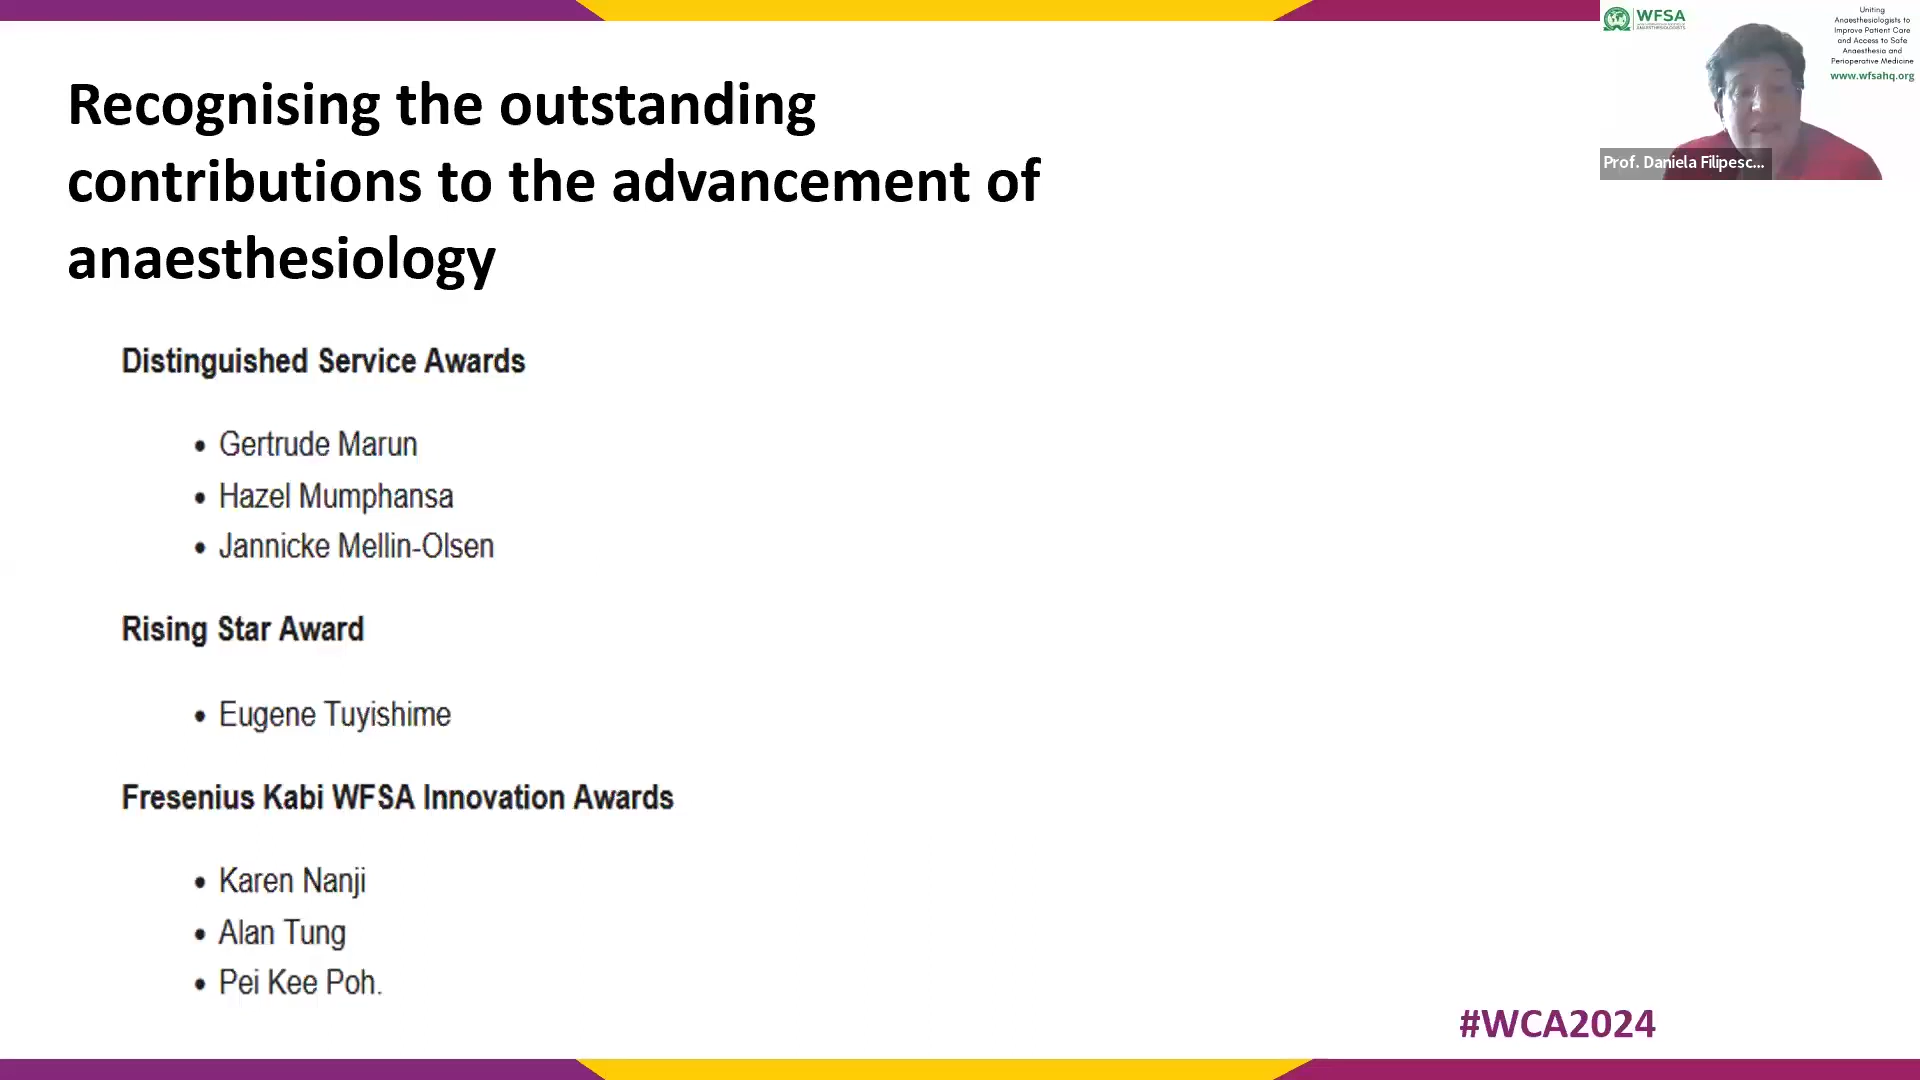 Recognising the outstanding
contributions to the advancement of
anaesthesiology
Distinguished Service Awards
• Gertrude Marun
• Hazel Mumphansa
• Jannicke Mellin-Olsen
Rising Star Award
• Eugene Tuyishime
Fresenius Kabi WFSA Innovation Awards
• Karen Nanji
• Alan Tung
• Pei Kee Poh.
#WCA2024
WFSA
Uniting
Anaesthesiologists to
Improve Patient Care
and Access to Safe
Anaesthesia and
Perioperative Medicine
www.wfsahq.org
Prof. Daniela Filipesc...